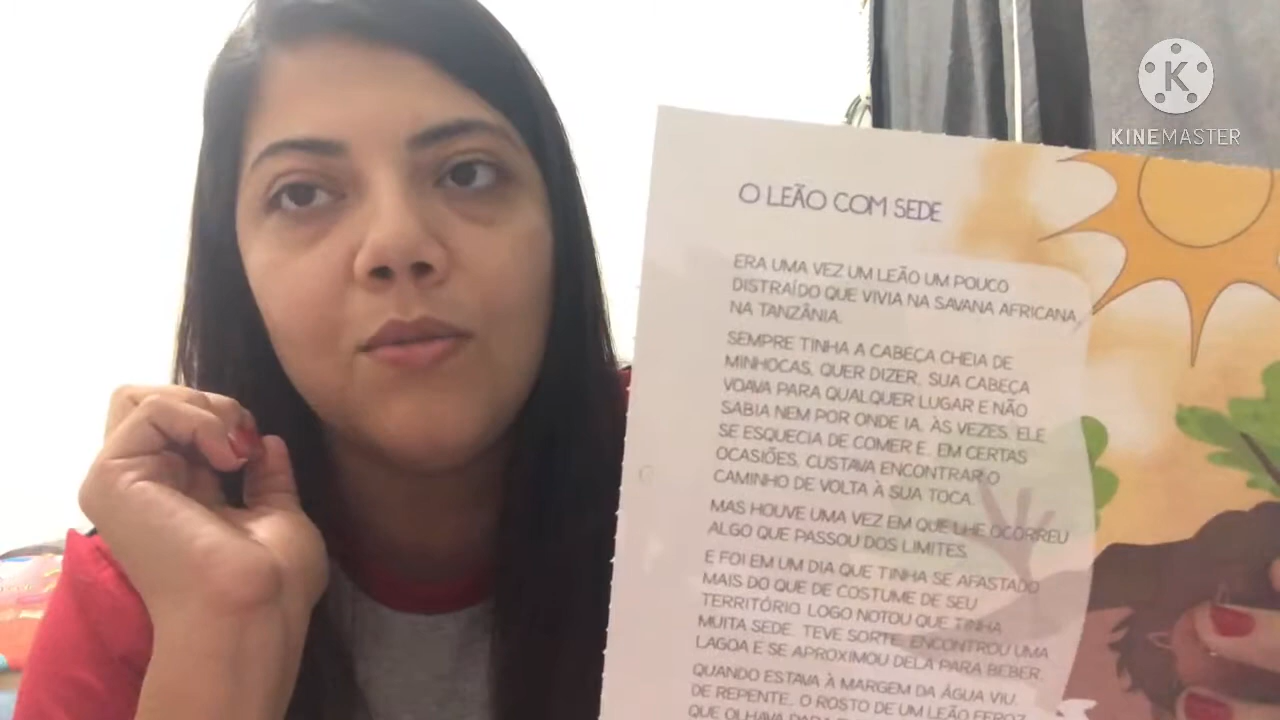 KINEMASTER
O LEÃO COM SEDE
ERA UMA VEZ UM LEÃO UM POUCO
DISTRAÍDO QUE VIVIA NA SAVANA AFRICANA,
NA TANZÂNIA.
SEMPRE TINHA A CABEÇA CHEIA DE
MINHOCAS, QUER DIZER, SUA CABEÇA
VOAVA PARA QUALQUER LUGAR E NÃO
SABIA NEM POR ONDE IA. ÀS VEZES, ELE
SE ESQUECIA DE COMER E, EM CERTAS
OCASIÕES, CUSTAVA ENCONTRAR O
CAMINHO DE VOLTA À SUA TOCA.
MAS HOUVE UMA VEZ EM QUE LHE OCORREU
ALGO QUE PASSOU DOS LIMITES.
E FOI EM UM DIA QUE TINHA SE AFASTADO
MAIS DO QUE DE COSTUME DE SEU
TERRITÓRIO. LOGO NOTOU QUE TINHA
MUITA SEDE. TEVE SORTE, ENCONTROU UMA
LAGOA E SE APROXIMOU DELA PARA BEBER.
QUANDO ESTAVA À MARGEM DA ÁGUA VIU,
DE REPENTE, O ROSTO DE UM LEÃO FEROZ
QUE OLHAVA PARA